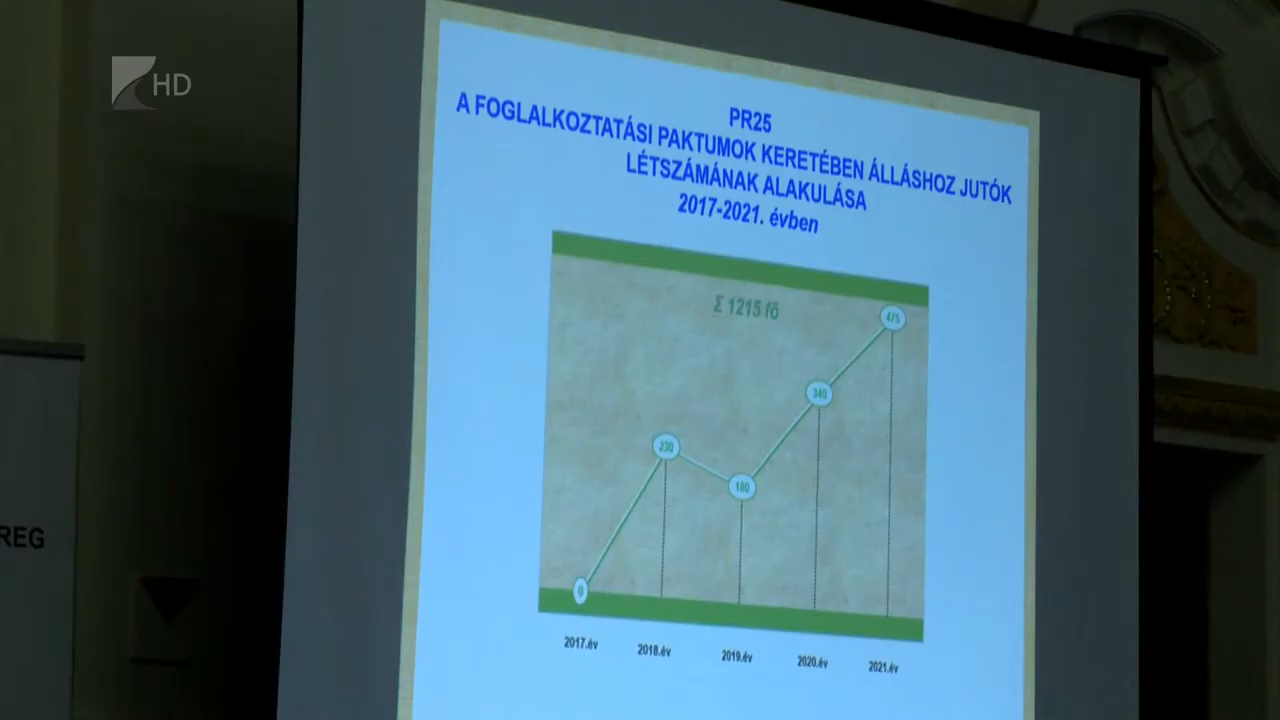 HD
PR25
A FOGLALKOZTATÁSI PAKTUMOK KERETÉBEN ÁLLÁSHOZ JUTÓK
LÉTSZÁMÁNAK ALAKULÁSA
2017-2021. évben
Σ 1215 fő
475
340
230
180
0
2017.év 2018.év 2019.év 2020.év 2021.év
REG